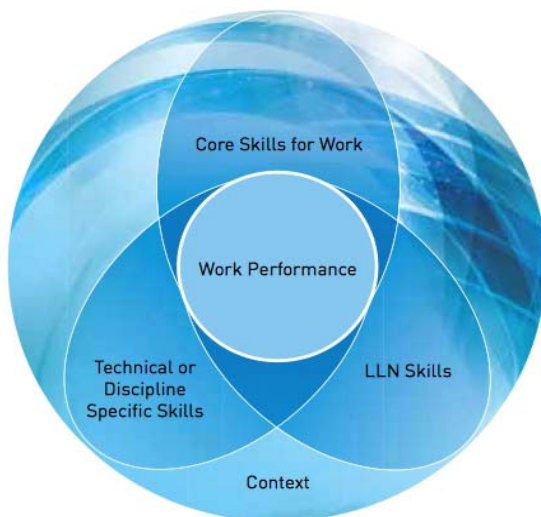 Core Skills for Work
Work Performance
Technical or
Discipline
Specific Skills
LLN Skills
Context